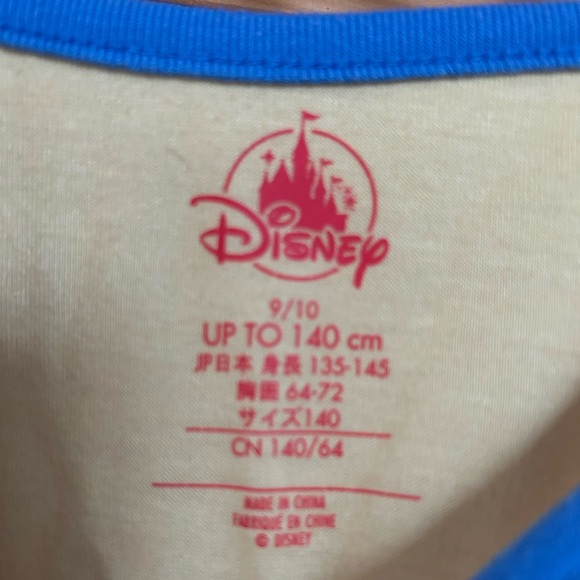 Disney
9/10
UP TO 140 cm
JP日本 身長 135-145
胸囲 64-72
サイズ140
CN 140/64
MADE IN CHINA
FABRIQUÉ EN CHINE
© DISNEY